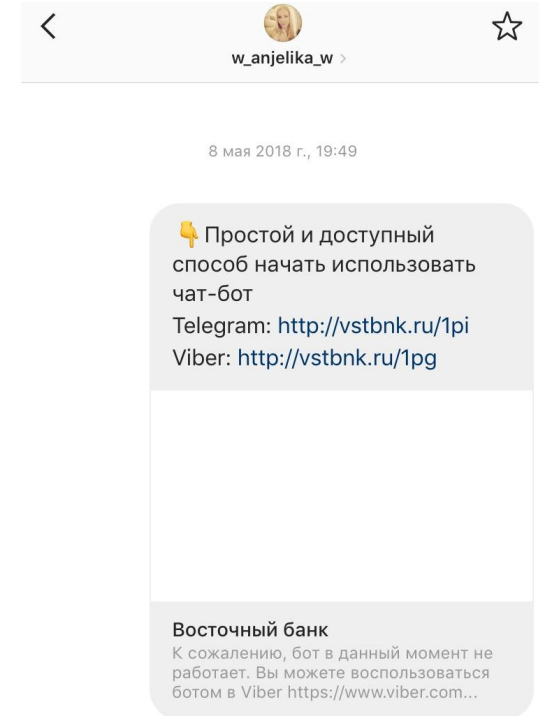 w_anjelika_w
8 мая 2018 г., 19:49
👇Простой и доступный
способ начать использовать
чат-бот
Telegram: http://vstbnk.ru/1pi
Viber: http://vstbnk.ru/1pg
Восточный банк
К сожалению, бот в данный момент не
работает. Вы можете воспользоваться
ботом в Viber https://www.viber.com...